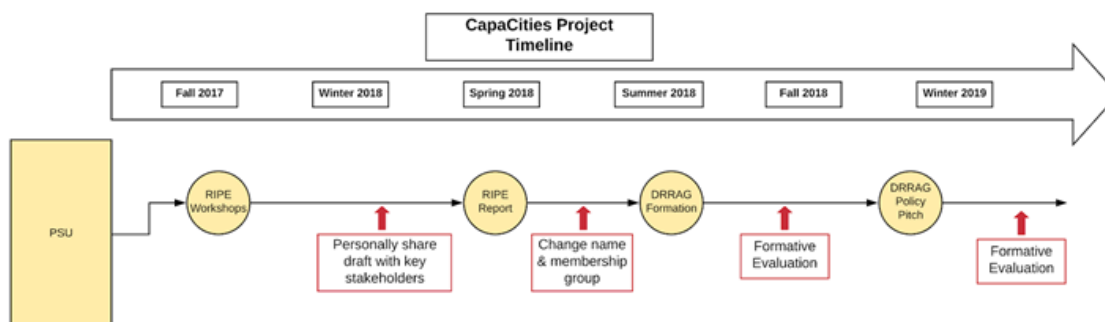 CapaCities Project
Timeline
Fall 2017
Winter 2018
Spring 2018
Summer 2018
Fall 2018
Winter 2019
PSU
RIPE
Workshops
RIPE
Report
DRRAG
Formation
DRRAG
Policy
Pitch
Personally share
draft with key
stakeholders
Change name
& membership
group
Formative
Evaluation
Formative
Evaluation